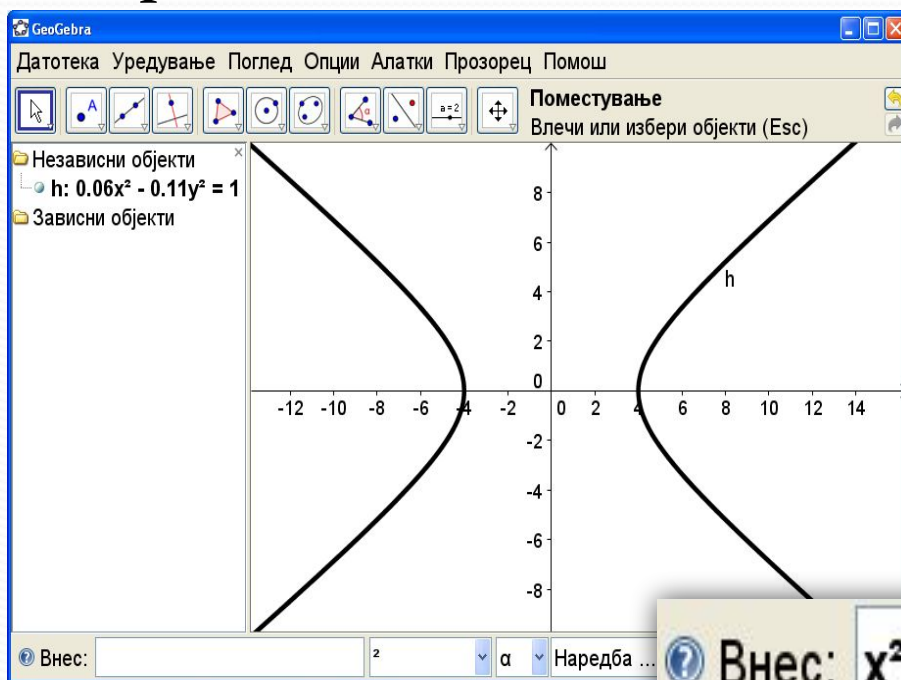 GeoGebra
Датотека Уредување Поглед Опции Алатки Прозорец Помош
A
α
a=2
Поместување
Влечи или избери објекти (Esc)
Независни објекти
h: 0.06x² - 0.11y² = 1
Зависни објекти
8
6
4
2
0
-2
-4
-6
-8
-12 -10 -8 -6 -4 -2 0 2 4 6 8 10 12 14
h
Внес:
²
α
Наредба ...
Внес: x²